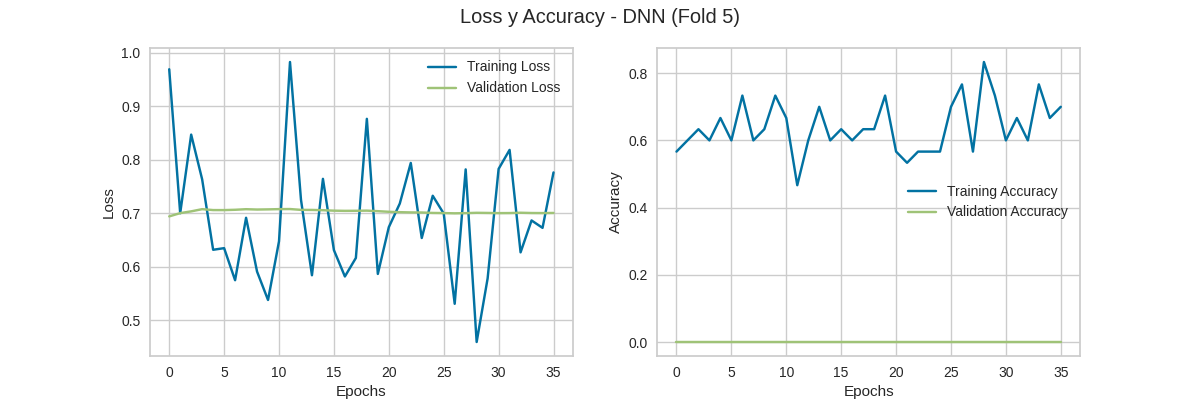 Loss y Accuracy - DNN (Fold 5)
1.0
0.9
0.8
0.7
0.6
0.5
Loss
Training Loss
Validation Loss
0 5 10 15 20 25 30 35
Epochs
0.8
0.6
0.4
0.2
0.0
Accuracy
Training Accuracy
Validation Accuracy
0 5 10 15 20 25 30 35
Epochs